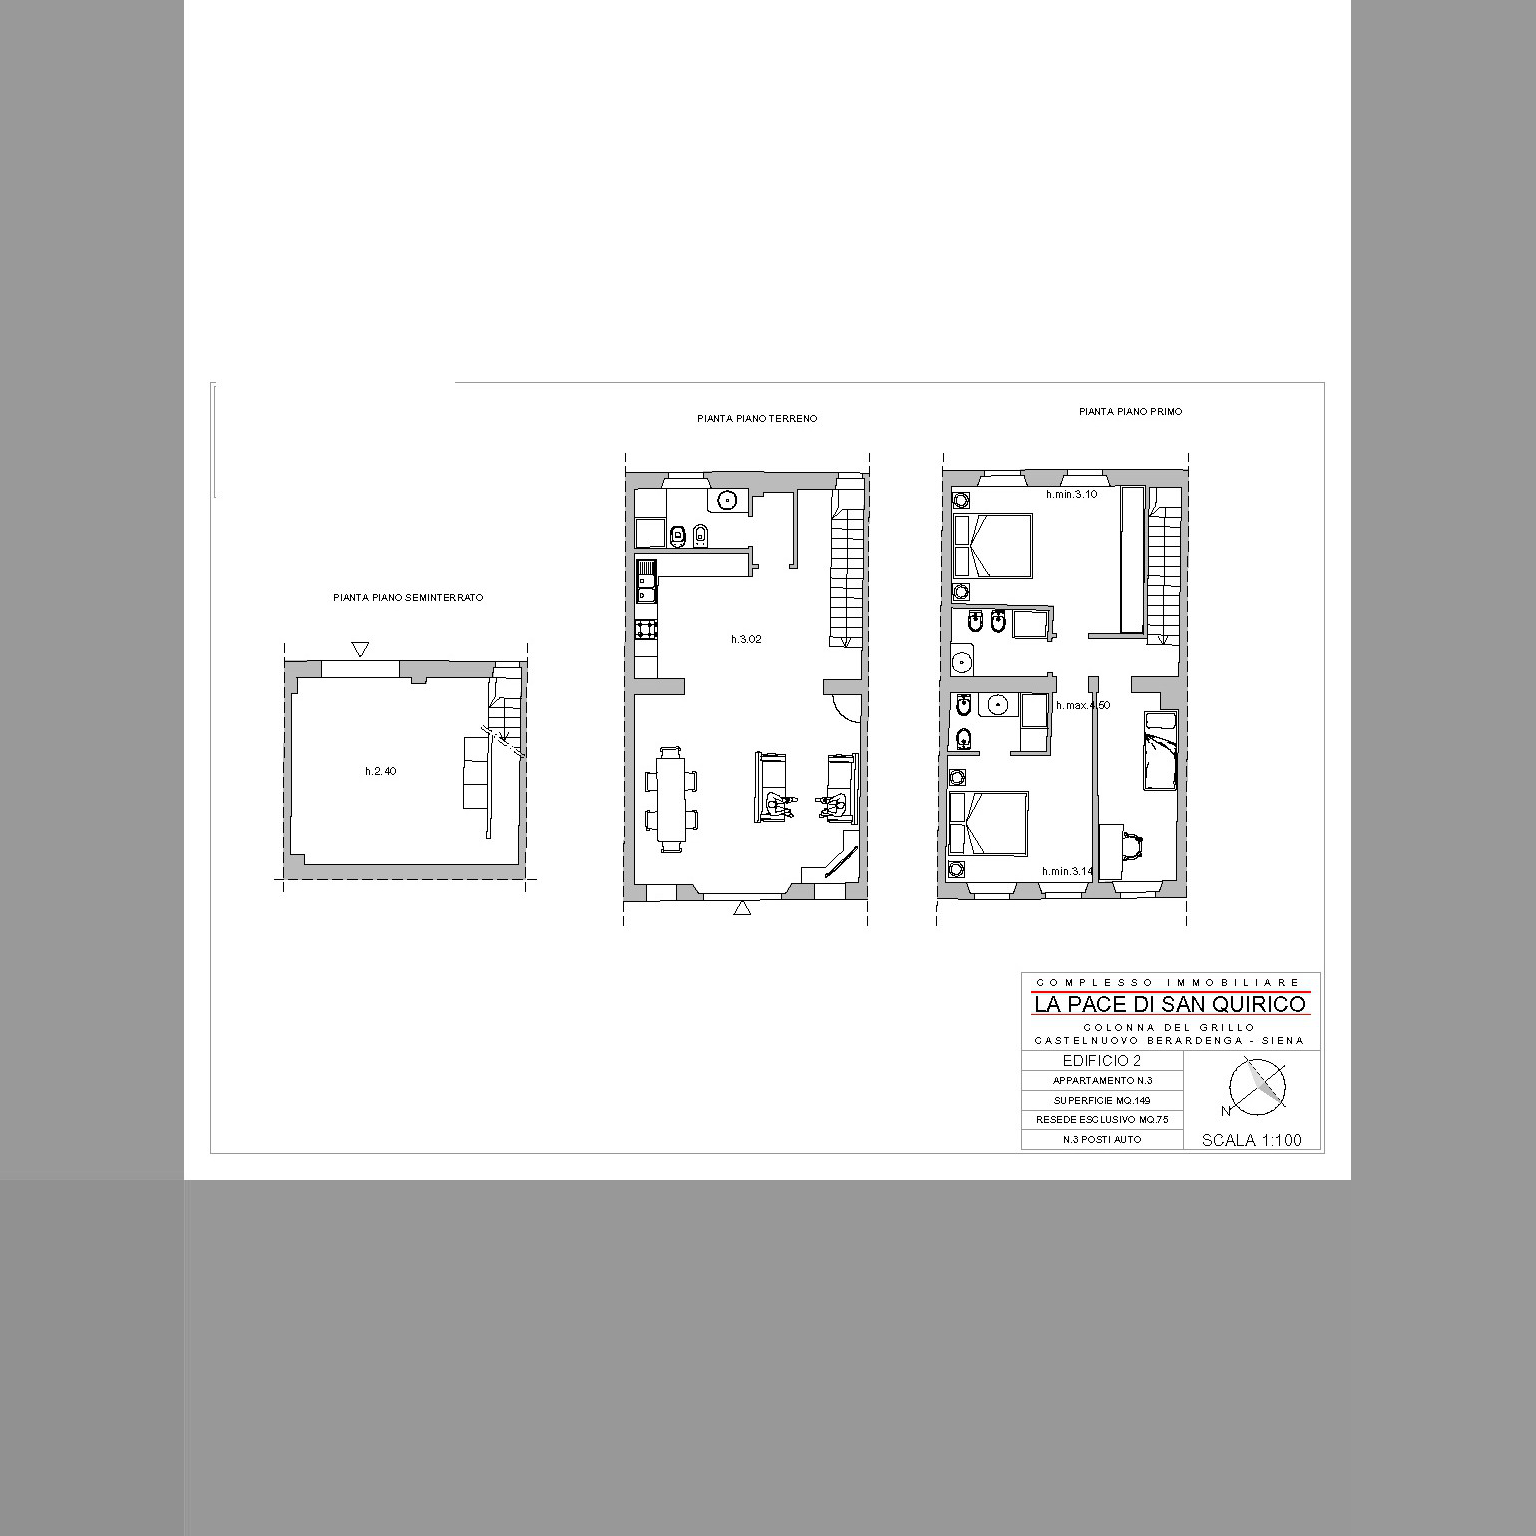 PIANTA PIANO TERRENO
PIANTA PIANO PRIMO
PIANTA PIANO SEMINTERRATO
h.min.3.10
h.3.02
h.max.4.50
h.2.40
h.min.3.14
COMPLESSO IMMOBILIARE
LA PACE DI SAN QUIRICO
COLONNA DEL GRILLO
CASTELNUOVO BERARDENGA - SIENA
EDIFICIO 2
APPARTAMENTO N.3
SUPERFICIE MQ.149
RESEDE ESCLUSIVO MQ.75
N.3 POSTI AUTO
N
SCALA 1:100